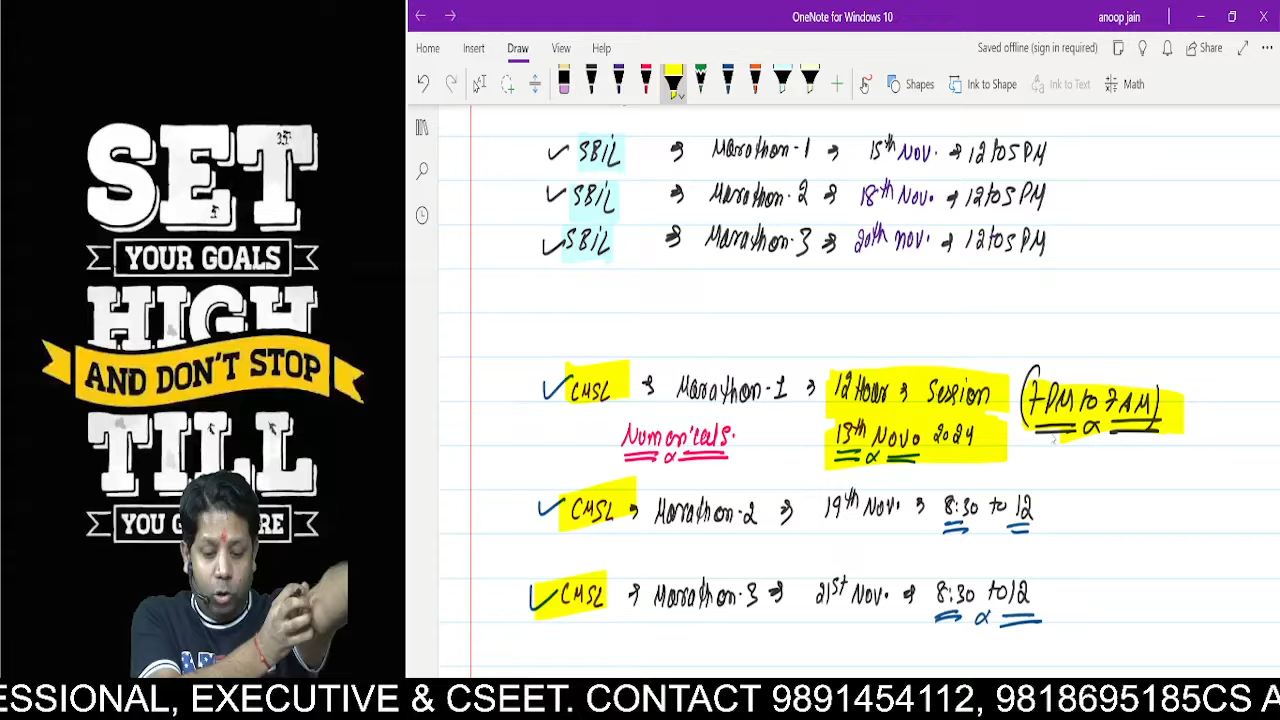 OneNote for Windows 10
anoop jain
Home Insert Draw View Help
Saved offline (sign in required) Share
Shapes Ink to Shape Ink to Text Math
SET
YOUR GOALS
HIGH
AND DON'T STOP
TILL
YOU G
RE
✓ SBIL ⇒ Marathon-1 ⇒ 15th Nov. ⇒ 12 to 5 PM
✓ SBIL ⇒ Marathon-2 ⇒ 18th Nov. ⇒ 12 to 5 PM
✓ SBIL ⇒ Marathon-3 ⇒ 20th Nov. ⇒ 12 to 5 PM
✓ CMSL ⇒ Marathon-1 ⇒ 12 Hour ⇒ Session (7 PM to 7 AM)
Numericals. 13th Nov. 2024
✓ CMSL ⇒ Marathon-2 ⇒ 19th Nov. ⇒ 8:30 to 12
✓ CMSL ⇒ Marathon-3 ⇒ 21st Nov. ⇒ 8:30 to 12
ESSIONAL, EXECUTIVE & CSEET. CONTACT 9891454112, 9818695185CS A